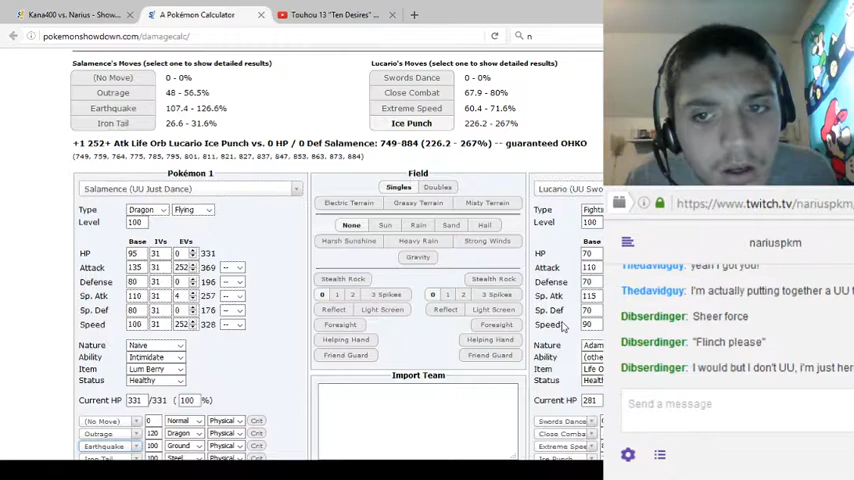 Kana400 vs. Narius - Show...
A Pokémon Calculator
Touhou 13 "Ten Desires" ...
pokemonshowdown.com/damagecalc/
n
Salamence's Moves (select one to show detailed results)
Lucario's Moves (select one to show detailed results)
(No Move) 0 - 0%
Swords Dance 0 - 0%
Outrage 48 - 56.5%
Close Combat 67.9 - 80%
Earthquake 107.4 - 126.6%
Extreme Speed 60.4 - 71.6%
Iron Tail 26.6 - 31.6%
Ice Punch 226.2 - 267%
+1 252+ Atk Life Orb Lucario Ice Punch vs. 0 HP / 0 Def Salamence: 749-884 (226.2 - 267%) -- guaranteed OHKO
(749, 759, 764, 775, 785, 795, 801, 811, 821, 827, 837, 847, 853, 863, 873, 884)
Pokémon 1
Salamence (UU Just Dance)
Type Dragon Flying
Level 100
Base IVs EVs
HP 95 31 0 331
Attack 135 31 252 369 --
Defense 80 31 0 196 --
Sp. Atk 110 31 4 257 --
Sp. Def 80 31 0 176 --
Speed 100 31 252 328 --
Nature Naive
Ability Intimidate
Item Lum Berry
Status Healthy
Current HP 331 /331 ( 100 %)
(No Move) 0 Normal Physical Crit
Outrage 120 Dragon Physical Crit
Earthquake 100 Ground Physical Crit
Iron Tail 100 Steel Physical Crit
Field
Singles Doubles
Electric Terrain Grassy Terrain Misty Terrain
None Sun Rain Sand Hail
Harsh Sunshine Heavy Rain Strong Winds
Gravity
Stealth Rock Stealth Rock
0 1 2 3 Spikes 0 1 2 3 Spikes
Reflect Light Screen Reflect Light Screen
Foresight Foresight
Helping Hand Helping Hand
Friend Guard Friend Guard
Import Team
Lucario (UU Swo
Type Fighti
Level 100
Base
HP 70
Attack 110
Defense 70
Sp. Atk 115
Sp. Def 70
Speed 90
Nature Adam
Ability (othe
Item Life O
Status Healthy
Current HP 281
Swords Dance
Close Combat
Extreme Speed
Ice Punch
https://www.twitch.tv/nariuspkm
nariuspkm
Thedavidguy: yeah I got you!
Thedavidguy: I'm actually putting together a UU t
Dibserdinger: Sheer force
Dibserdinger: "Flinch please"
Dibserdinger: I would but I don't UU, i'm just here
Send a message